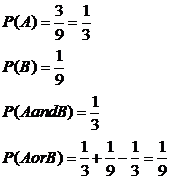 P(A) = 3/9 = 1/3
P(B) = 1/9
P(AandB) = 1/3
P(AorB) = 1/3 + 1/9 - 1/3 = 1/9